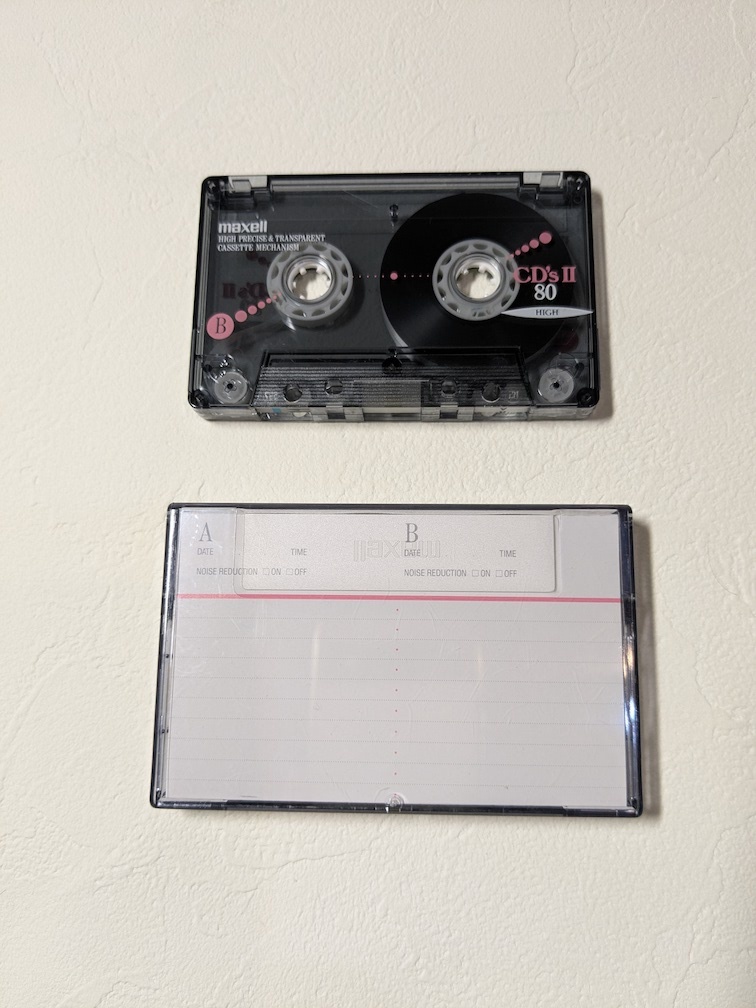 maxell
HIGH PRECISE & TRANSPARENT
CASSETTE MECHANISM
CD's II
80
HIGH
B
A B
DATE TIME DATE TIME
NOISE REDUCTION □ON □OFF NOISE REDUCTION □ON □OFF
maxell